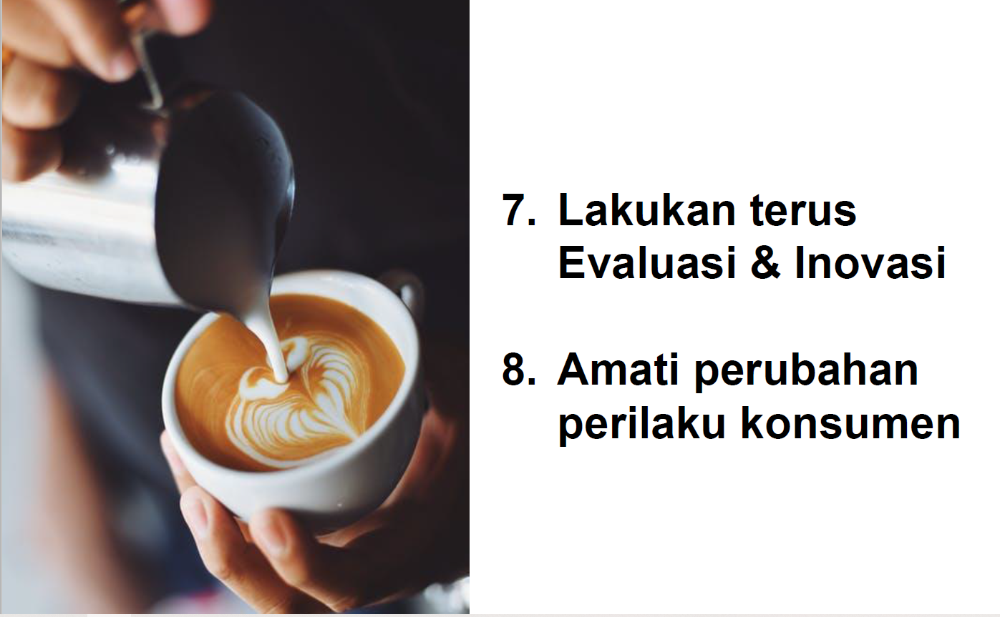 7. Lakukan terus
Evaluasi & Inovasi
8. Amati perubahan
perilaku konsumen